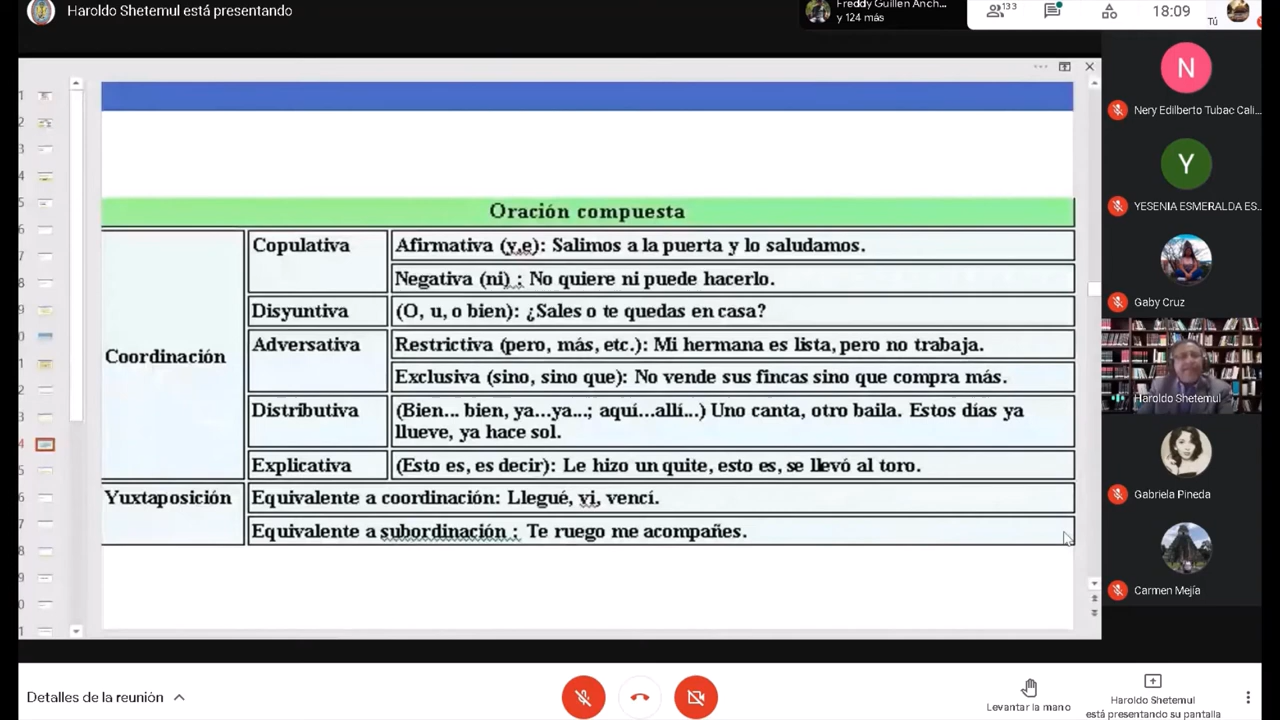 Haroldo Shetemul está presentando
Freddy Guillen Anch...
y 124 más
133
18:09
Tú
Oración compuesta
Coordinación
Copulativa
Afirmativa (y,e): Salimos a la puerta y lo saludamos.
Negativa (ni) : No quiere ni puede hacerlo.
Disyuntiva
(O, u, o bien): ¿Sales o te quedas en casa?
Adversativa
Restrictiva (pero, más, etc.): Mi hermana es lista, pero no trabaja.
Exclusiva (sino, sino que): No vende sus fincas sino que compra más.
Distributiva
(Bien... bien, ya...ya...; aquí...allí...) Uno canta, otro baila. Estos días ya
llueve, ya hace sol.
Explicativa
(Esto es, es decir): Le hizo un quite, esto es, se llevó al toro.
Yuxtaposición
Equivalente a coordinación: Llegué, vi, vencí.
Equivalente a subordinación : Te ruego me acompañes.
N
Nery Edilberto Tubac Cali...
Y
YESENIA ESMERALDA ES...
Gaby Cruz
Haroldo Shetemul
Gabriela Pineda
Carmen Mejía
Detalles de la reunión
Levantar la mano
Haroldo Shetemul
está presentando su pantalla